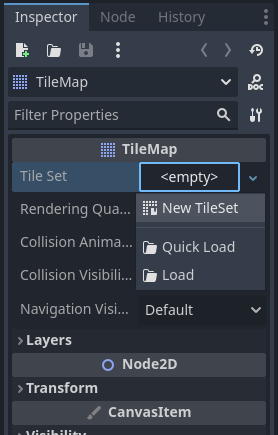 Inspector Node History
TileMap
DOC
Filter Properties
TileMap
Tile Set <empty>
New TileSet
Rendering Qua...
Collision Anima...
Quick Load
Collision Visibili...
Load
Navigation Visi... Default
Layers
Node2D
Transform
CanvasItem
Visibility